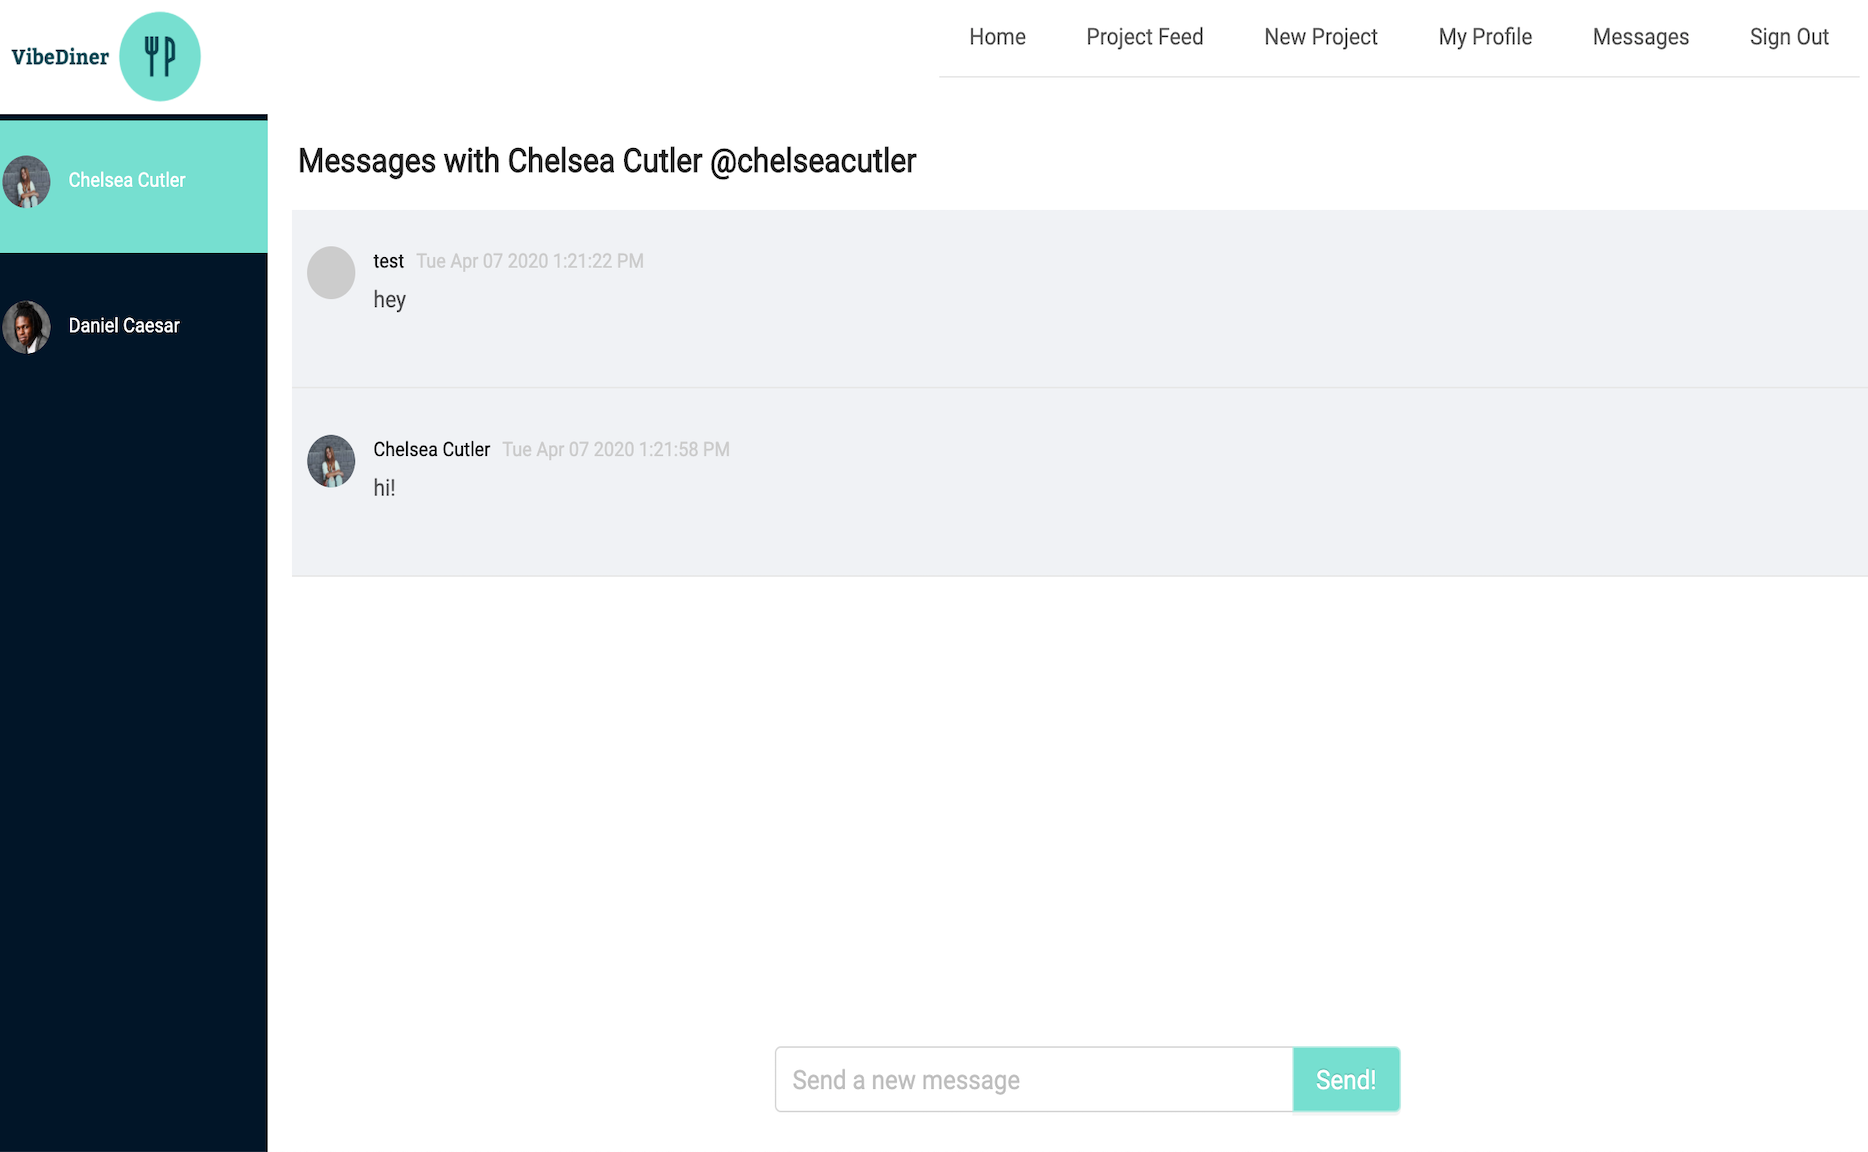 VibeDiner
Home Project Feed New Project My Profile Messages Sign Out
Chelsea Cutler
Daniel Caesar
Messages with Chelsea Cutler @chelseacutler
test Tue Apr 07 2020 1:21:22 PM
hey
Chelsea Cutler Tue Apr 07 2020 1:21:58 PM
hi!
Send a new message Send!